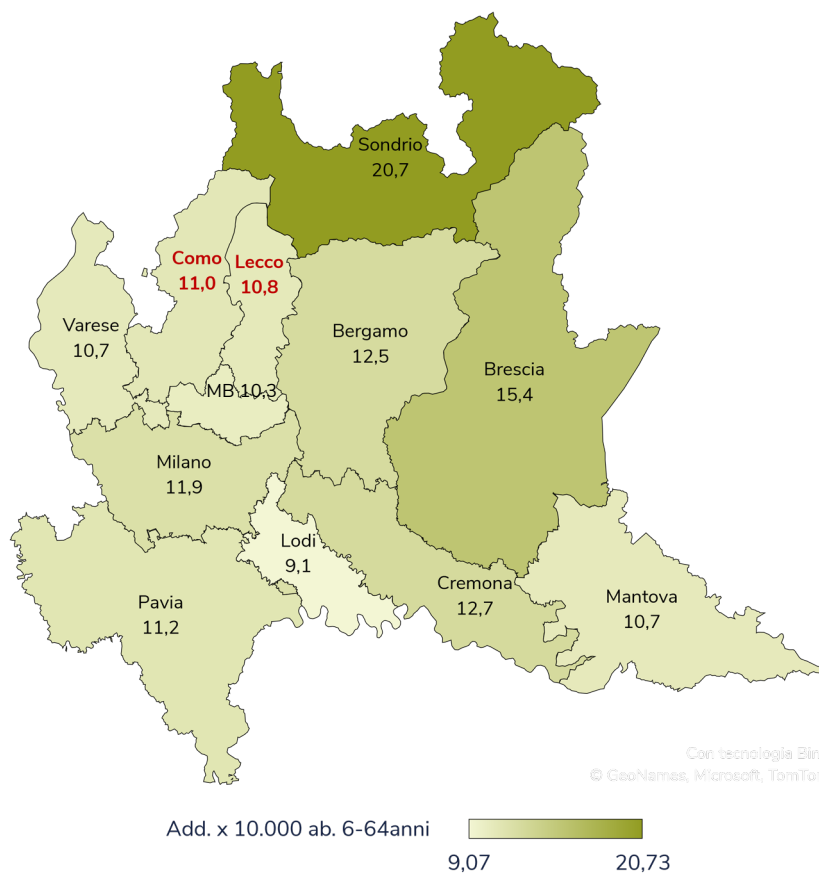 Sondrio
20,7
Como
11,0
Lecco
10,8
Varese
10,7
Bergamo
12,5
Brescia
15,4
MB 10,3
Milano
11,9
Lodi
9,1
Cremona
12,7
Pavia
11,2
Mantova
10,7
Con tecnologia Bin
© GeoNames, Microsoft, TomTom
Add. x 10.000 ab. 6-64anni
9,07
20,73